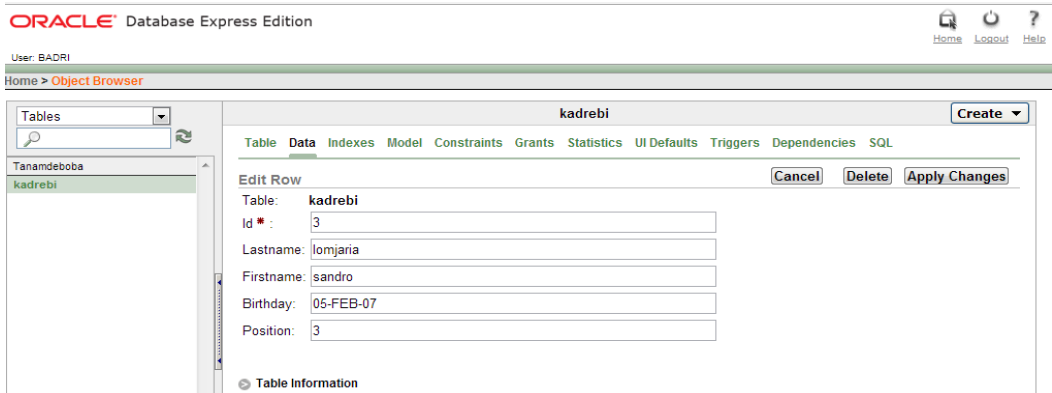 ORACLE® Database Express Edition
Home Logout Help
User: BADRI
Home > Object Browser
Tables
Tanamdeboba
kadrebi
kadrebi
Create
Table Data Indexes Model Constraints Grants Statistics UI Defaults Triggers Dependencies SQL
Edit Row
Cancel Delete Apply Changes
Table: kadrebi
Id * : 3
Lastname: lomjaria
Firstname: sandro
Birthday: 05-FEB-07
Position: 3
Table Information